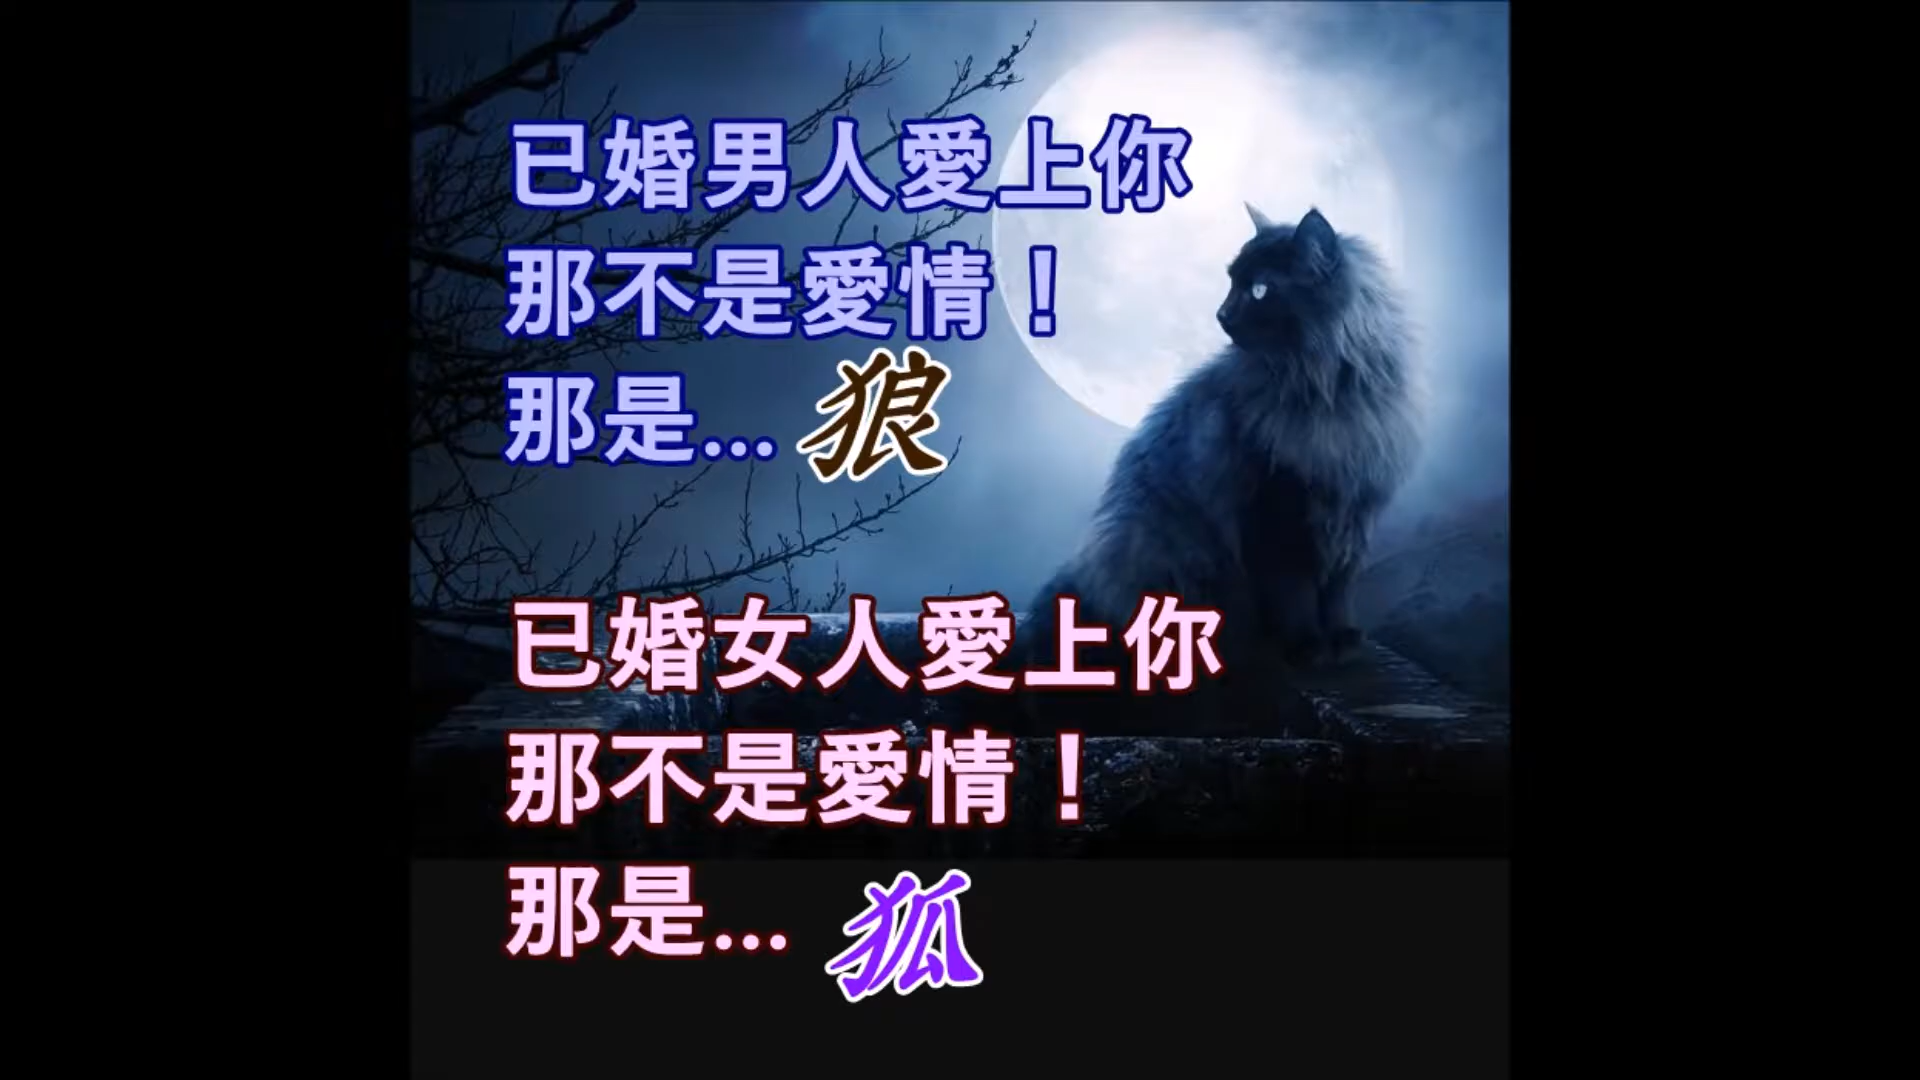 已婚男人愛上你
那不是愛情！
那是...狼
已婚女人愛上你
那不是愛情！
那是...狐